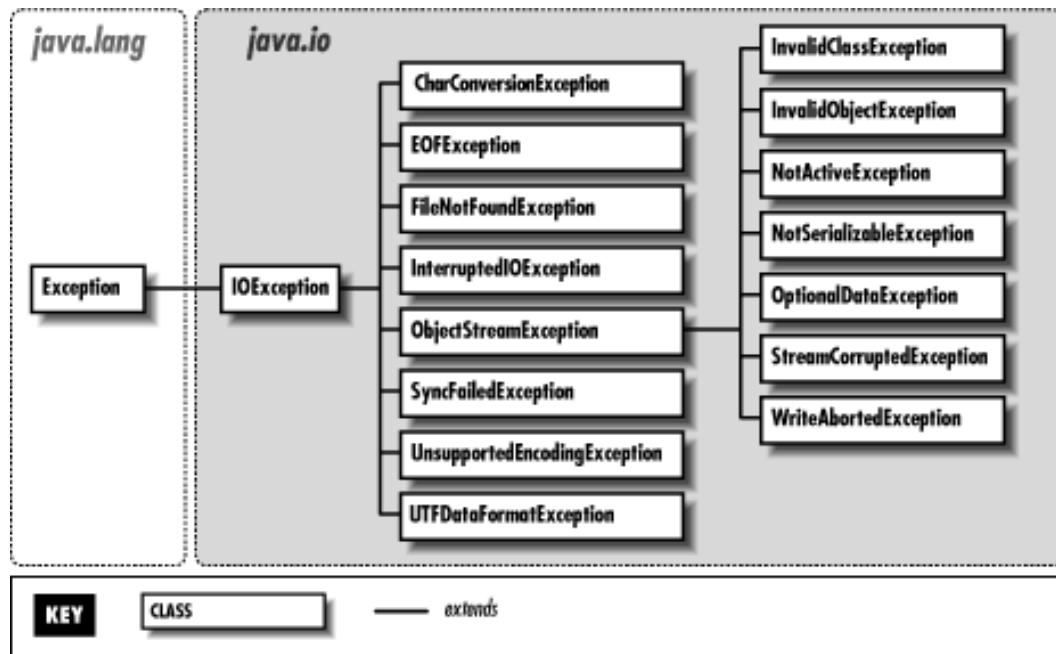 java.lang
java.io
Exception
IOException
CharConversionException
EOFException
FileNotFoundException
InterruptedIOException
ObjectStreamException
SyncFailedException
UnsupportedEncodingException
UTFDataFormatException
InvalidClassException
InvalidObjectException
NotActiveException
NotSerializableException
OptionalDataException
StreamCorruptedException
WriteAbortedException
KEY
CLASS
extends